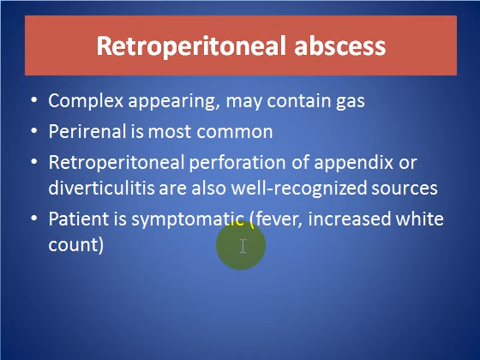 Retroperitoneal abscess
• Complex appearing, may contain gas
• Perirenal is most common
• Retroperitoneal perforation of appendix or
diverticulitis are also well-recognized sources
• Patient is symptomatic (fever, increased white
count)